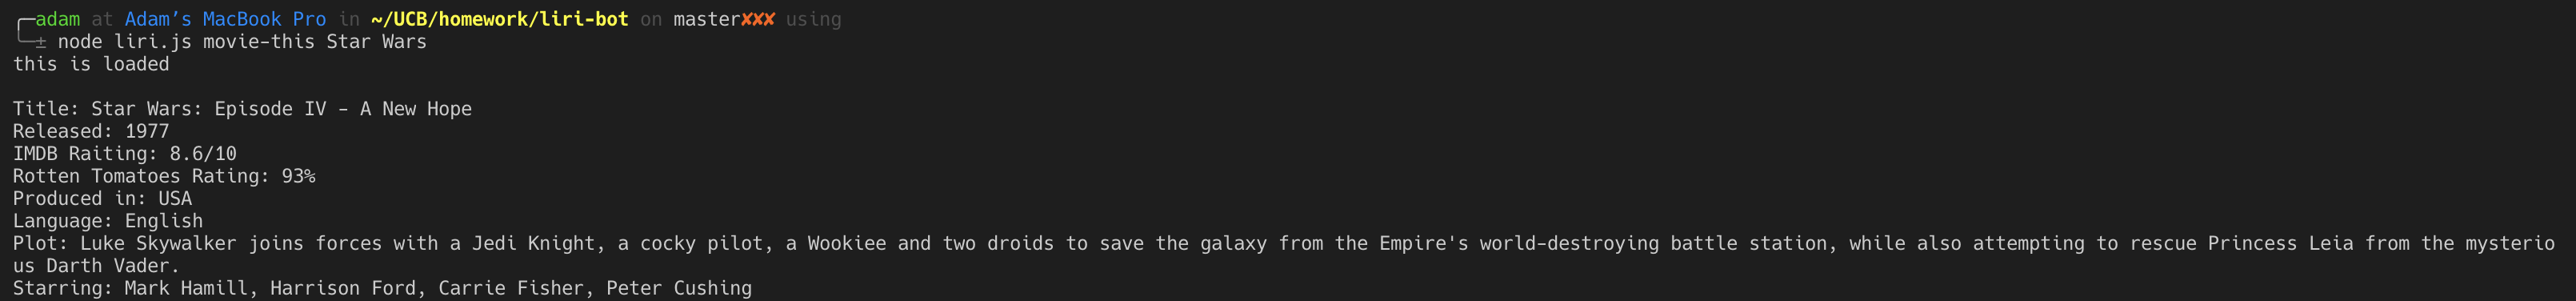 ╭─adam at Adam’s MacBook Pro in ~/UCB/homework/liri-bot on master✘✘✘ using
╰─± node liri.js movie-this Star Wars
this is loaded

Title: Star Wars: Episode IV - A New Hope
Released: 1977
IMDB Raiting: 8.6/10
Rotten Tomatoes Rating: 93%
Produced in: USA
Language: English
Plot: Luke Skywalker joins forces with a Jedi Knight, a cocky pilot, a Wookiee and two droids to save the galaxy from the Empire's world-destroying battle station, while also attempting to rescue Princess Leia from the mysterio
us Darth Vader.
Starring: Mark Hamill, Harrison Ford, Carrie Fisher, Peter Cushing